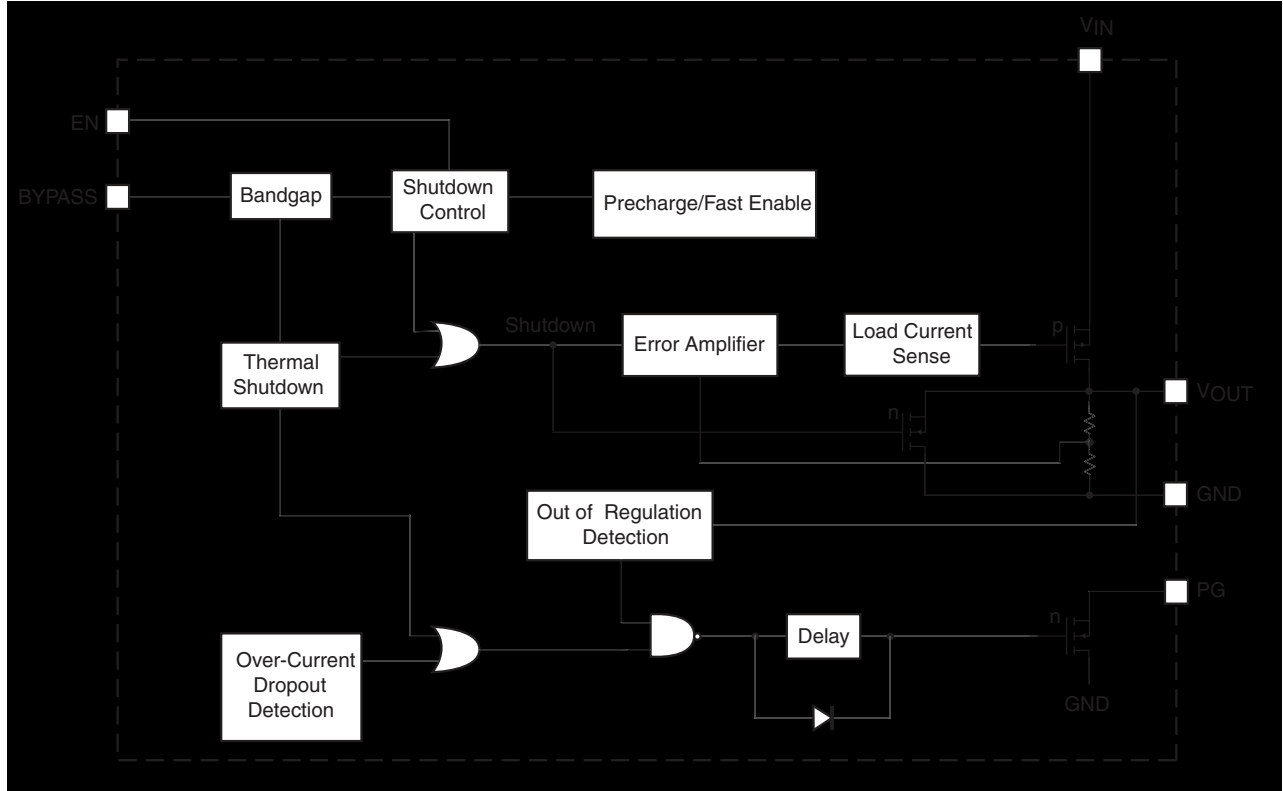 VIN
EN
BYPASS
Bandgap
Shutdown
Control
Precharge/Fast Enable
Shutdown
Error Amplifier
Load Current
Sense
p
Thermal
Shutdown
n
VOUT
GND
Out of Regulation
Detection
PG
n
Delay
Over-Current
Dropout
Detection
GND